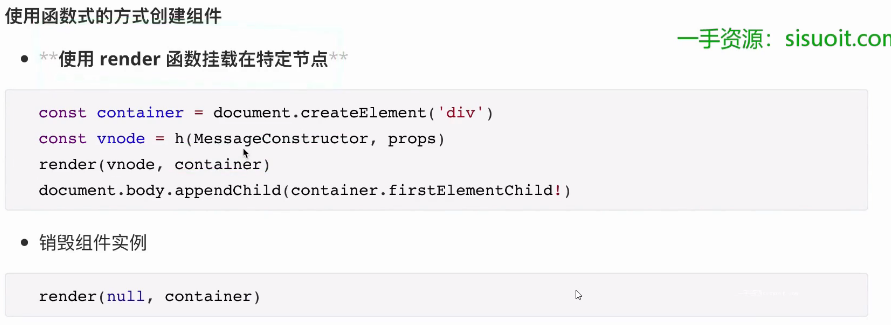 使用函数式的方式创建组件
一手资源：sisuoit.com
**使用 render 函数挂载在特定节点**
const container = document.createElement('div')
const vnode = h(MessageConstructor, props)
render(vnode, container)
document.body.appendChild(container.firstElementChild!)
销毁组件实例
render(null, container)